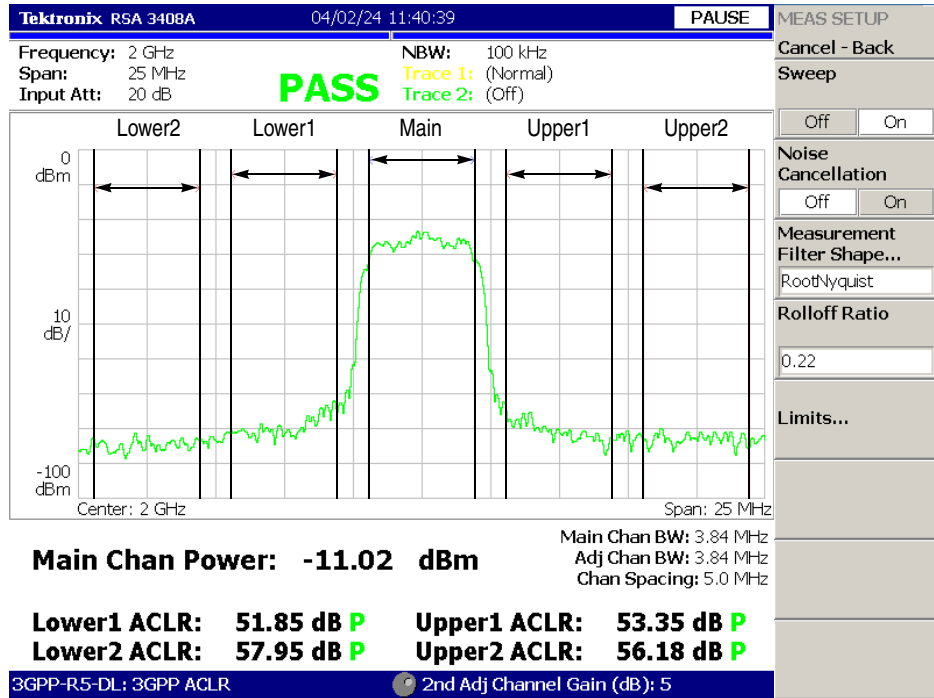 Tektronix RSA 3408A 04/02/24 11:40:39 PAUSE
Frequency: 2 GHz
Span: 25 MHz
Input Att: 20 dB
PASS
NBW: 100 kHz
Trace 1: (Normal)
Trace 2: (Off)
Lower2 Lower1 Main Upper1 Upper2
0
dBm
10
dB/
-100
dBm
Center: 2 GHz Span: 25 MHz
Main Chan Power: -11.02 dBm
Main Chan BW: 3.84 MHz
Adj Chan BW: 3.84 MHz
Chan Spacing: 5.0 MHz
Lower1 ACLR: 51.85 dB P Upper1 ACLR: 53.35 dB P
Lower2 ACLR: 57.95 dB P Upper2 ACLR: 56.18 dB P
3GPP-R5-DL: 3GPP ACLR 2nd Adj Channel Gain (dB): 5
MEAS SETUP
Cancel - Back
Sweep
Off On
Noise
Cancellation
Off On
Measurement
Filter Shape...
RootNyquist
Rolloff Ratio
0.22
Limits...